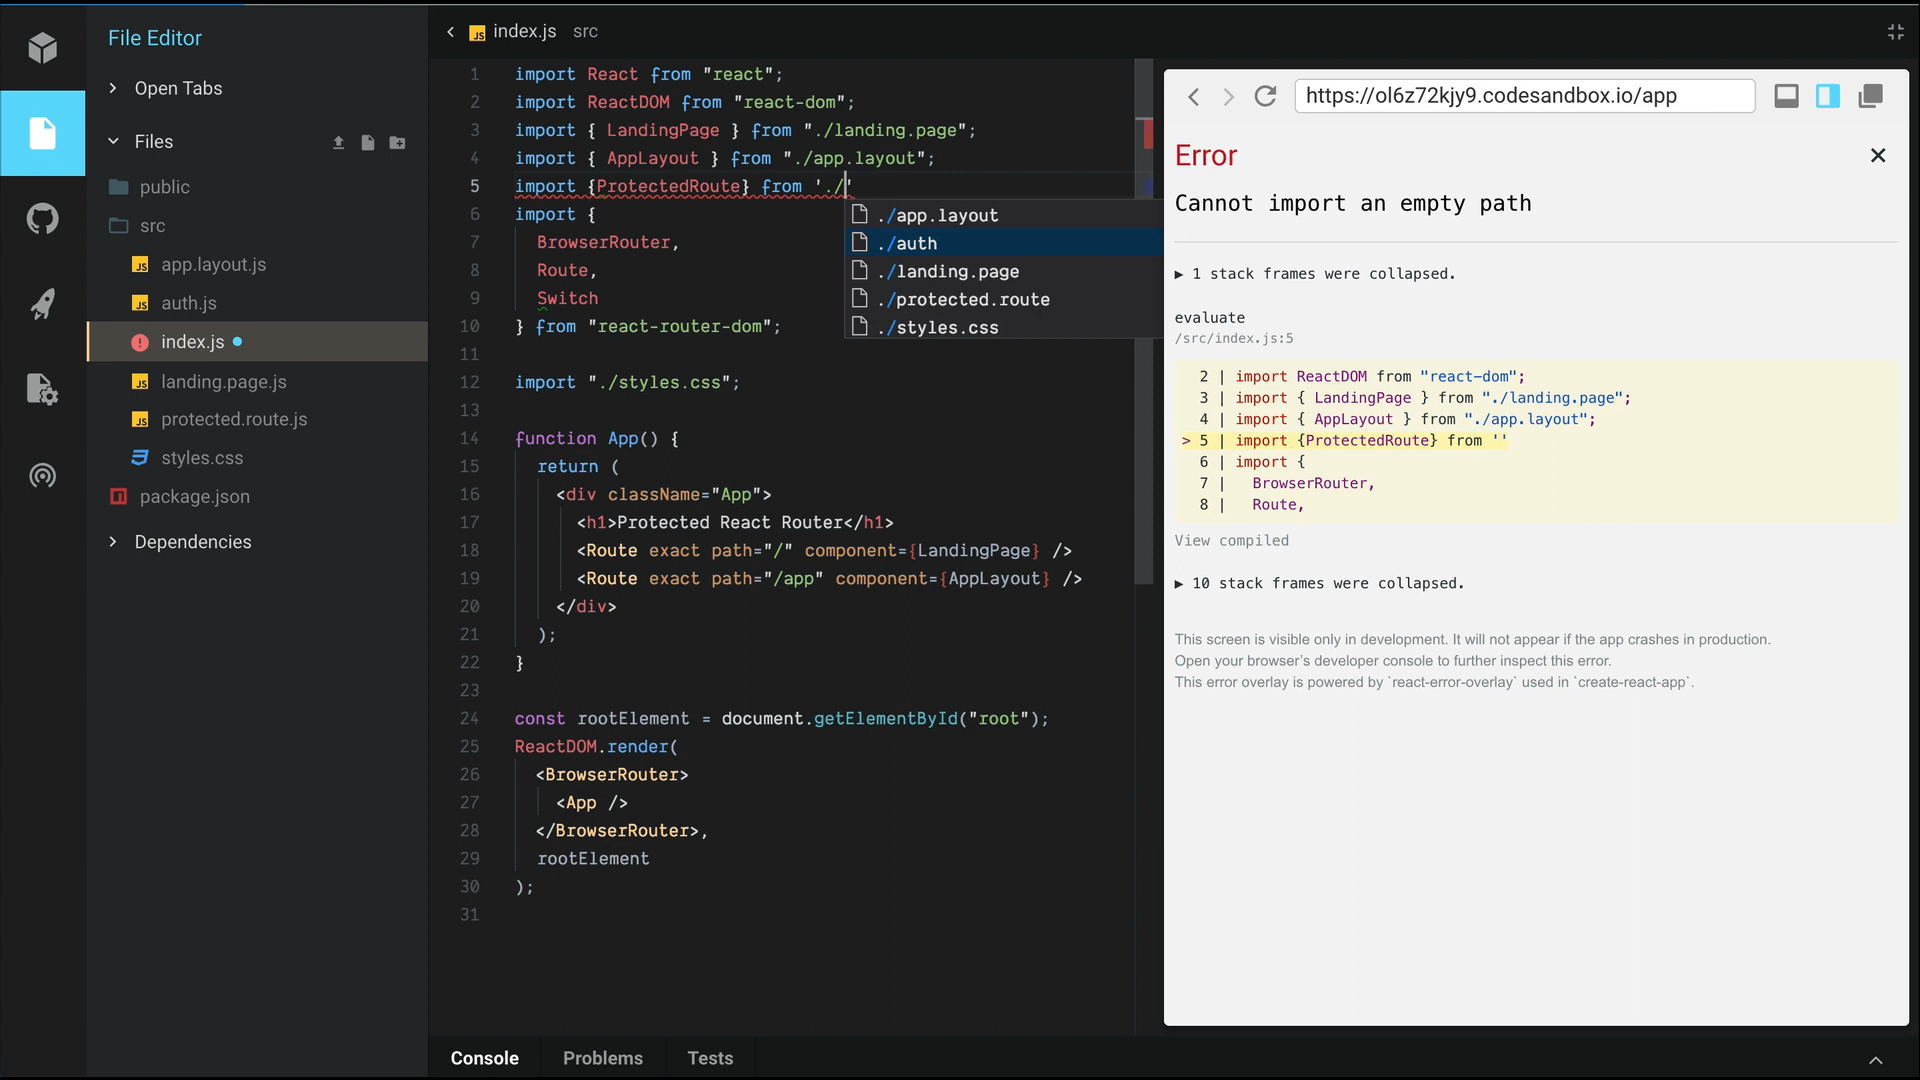 File Editor
Open Tabs
Files
public
src
JS app.layout.js
JS auth.js
! index.js
JS landing.page.js
JS protected.route.js
styles.css
package.json
Dependencies
JS index.js src
1 import React from "react";
2 import ReactDOM from "react-dom";
3 import { LandingPage } from "./landing.page";
4 import { AppLayout } from "./app.layout";
5 import {ProtectedRoute} from './'
6 import {
7 BrowserRouter,
8 Route,
9 Switch
10 } from "react-router-dom";
11
12 import "./styles.css";
13
14 function App() {
15 return (
16 <div className="App">
17 <h1>Protected React Router</h1>
18 <Route exact path="/" component={LandingPage} />
19 <Route exact path="/app" component={AppLayout} />
20 </div>
21 );
22 }
23
24 const rootElement = document.getElementById("root");
25 ReactDOM.render(
26 <BrowserRouter>
27 <App />
28 </BrowserRouter>,
29 rootElement
30 );
31
./app.layout
./auth
./landing.page
./protected.route
./styles.css
https://ol6z72kjy9.codesandbox.io/app
Error
Cannot import an empty path
▶ 1 stack frames were collapsed.
evaluate
/src/index.js:5
2 | import ReactDOM from "react-dom";
3 | import { LandingPage } from "./landing.page";
4 | import { AppLayout } from "./app.layout";
> 5 | import {ProtectedRoute} from ''
6 | import {
7 | BrowserRouter,
8 | Route,
View compiled
▶ 10 stack frames were collapsed.
This screen is visible only in development. It will not appear if the app crashes in production.
Open your browser’s developer console to further inspect this error.
This error overlay is powered by `react-error-overlay` used in `create-react-app`.
Console Problems Tests